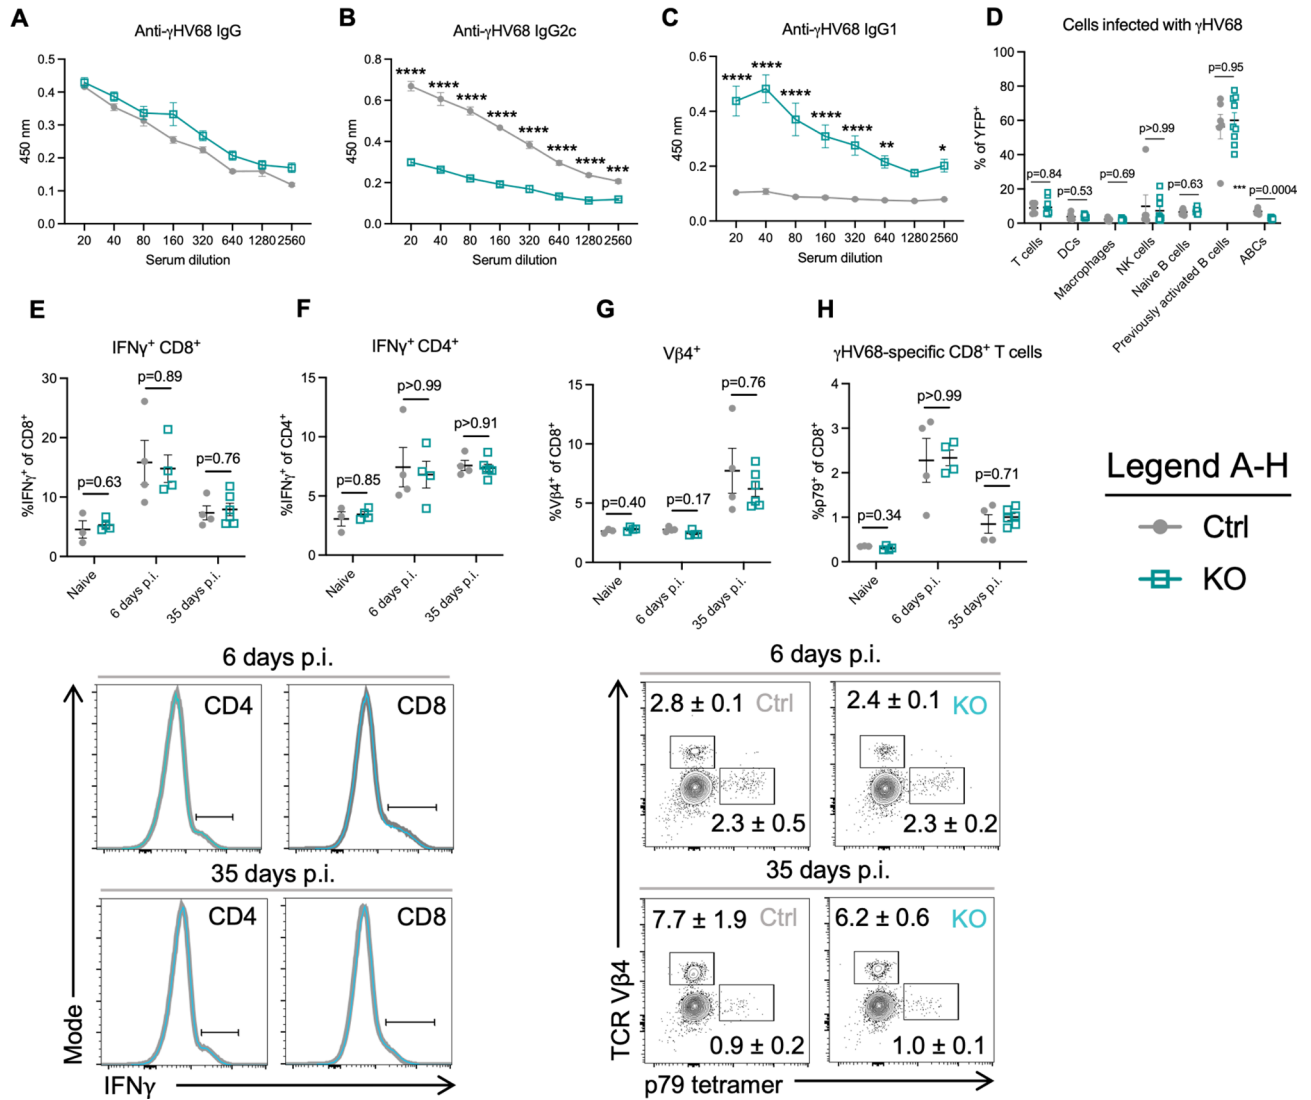 A
Anti-γHV68 IgG
450 nm
0.5
0.4
0.3
0.2
0.1
0.0
20 40 80 160 320 640 1280 2560
Serum dilution
B
Anti-γHV68 IgG2c
450 nm
0.8
0.6
0.4
0.2
0.0
**** **** **** **** **** **** **** ***
20 40 80 160 320 640 1280 2560
Serum dilution
C
Anti-γHV68 IgG1
450 nm
0.6
0.4
0.2
0.0
**** **** **** **** **** ** *
20 40 80 160 320 640 1280 2560
Serum dilution
D
Cells infected with γHV68
% of YFP⁺
100
80
60
40
20
0
p=0.84
p=0.53
p=0.69
p>0.99
p=0.63
p=0.95
*** p=0.0004
T cells
DCs
Macrophages
NK cells
Naive B cells
Previously activated B cells
ABCs
E
IFNγ⁺ CD8⁺
%IFNγ⁺ of CD8⁺
30
20
10
0
p=0.63
p=0.89
p=0.76
Naive
6 days p.i.
35 days p.i.
F
IFNγ⁺ CD4⁺
%IFNγ⁺ of CD4⁺
15
10
5
0
p=0.85
p>0.99
p>0.91
Naive
6 days p.i.
35 days p.i.
G
Vβ4⁺
%Vβ4⁺ of CD8⁺
15
10
5
0
p=0.40
p=0.17
p=0.76
Naive
6 days p.i.
35 days p.i.
H
γHV68-specific CD8⁺ T cells
%p79⁺ of CD8⁺
4
3
2
1
0
p=0.34
p>0.99
p=0.71
Naive
6 days p.i.
35 days p.i.
Legend A-H
Ctrl
KO
6 days p.i.
CD4
CD8
35 days p.i.
CD4
CD8
Mode
IFNγ
6 days p.i.
2.8 ± 0.1 Ctrl
2.3 ± 0.5
2.4 ± 0.1 KO
2.3 ± 0.2
35 days p.i.
7.7 ± 1.9 Ctrl
0.9 ± 0.2
6.2 ± 0.6 KO
1.0 ± 0.1
TCR Vβ4
p79 tetramer